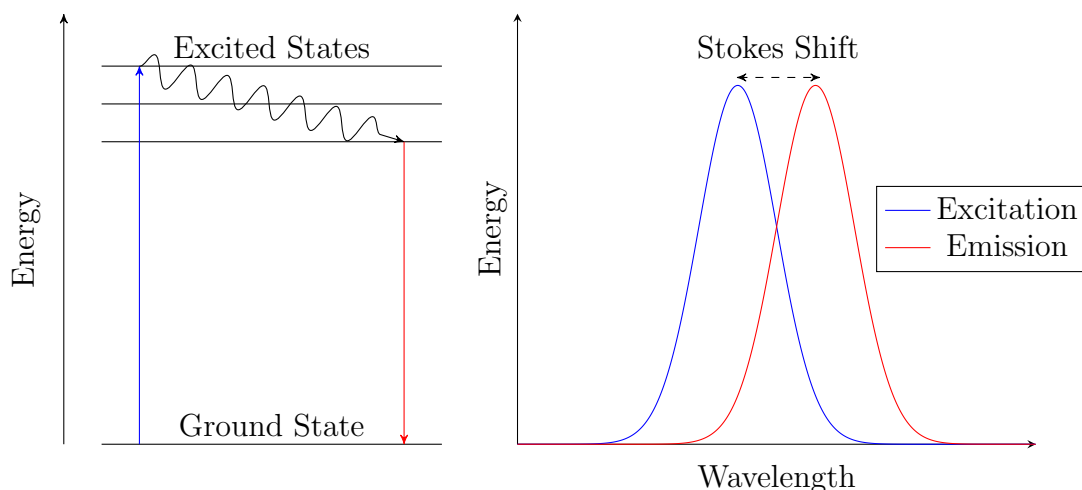 Excited States
Energy
Ground State
Stokes Shift
Energy
Excitation
Emission
Wavelength